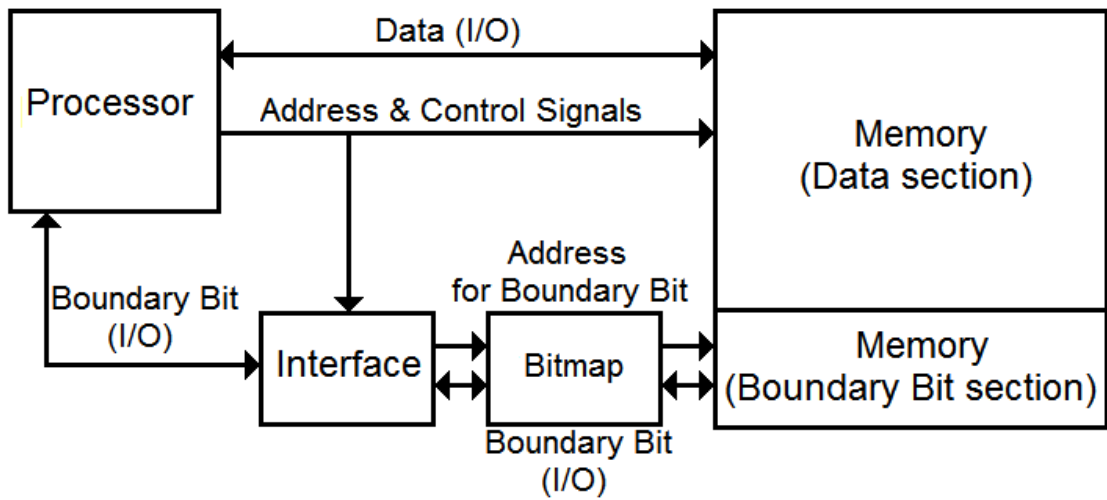 Data (I/O)
Processor
Address & Control Signals
Memory
(Data section)
Address
for Boundary Bit
Boundary Bit
(I/O)
Interface
Bitmap
Memory
(Boundary Bit section)
Boundary Bit
(I/O)